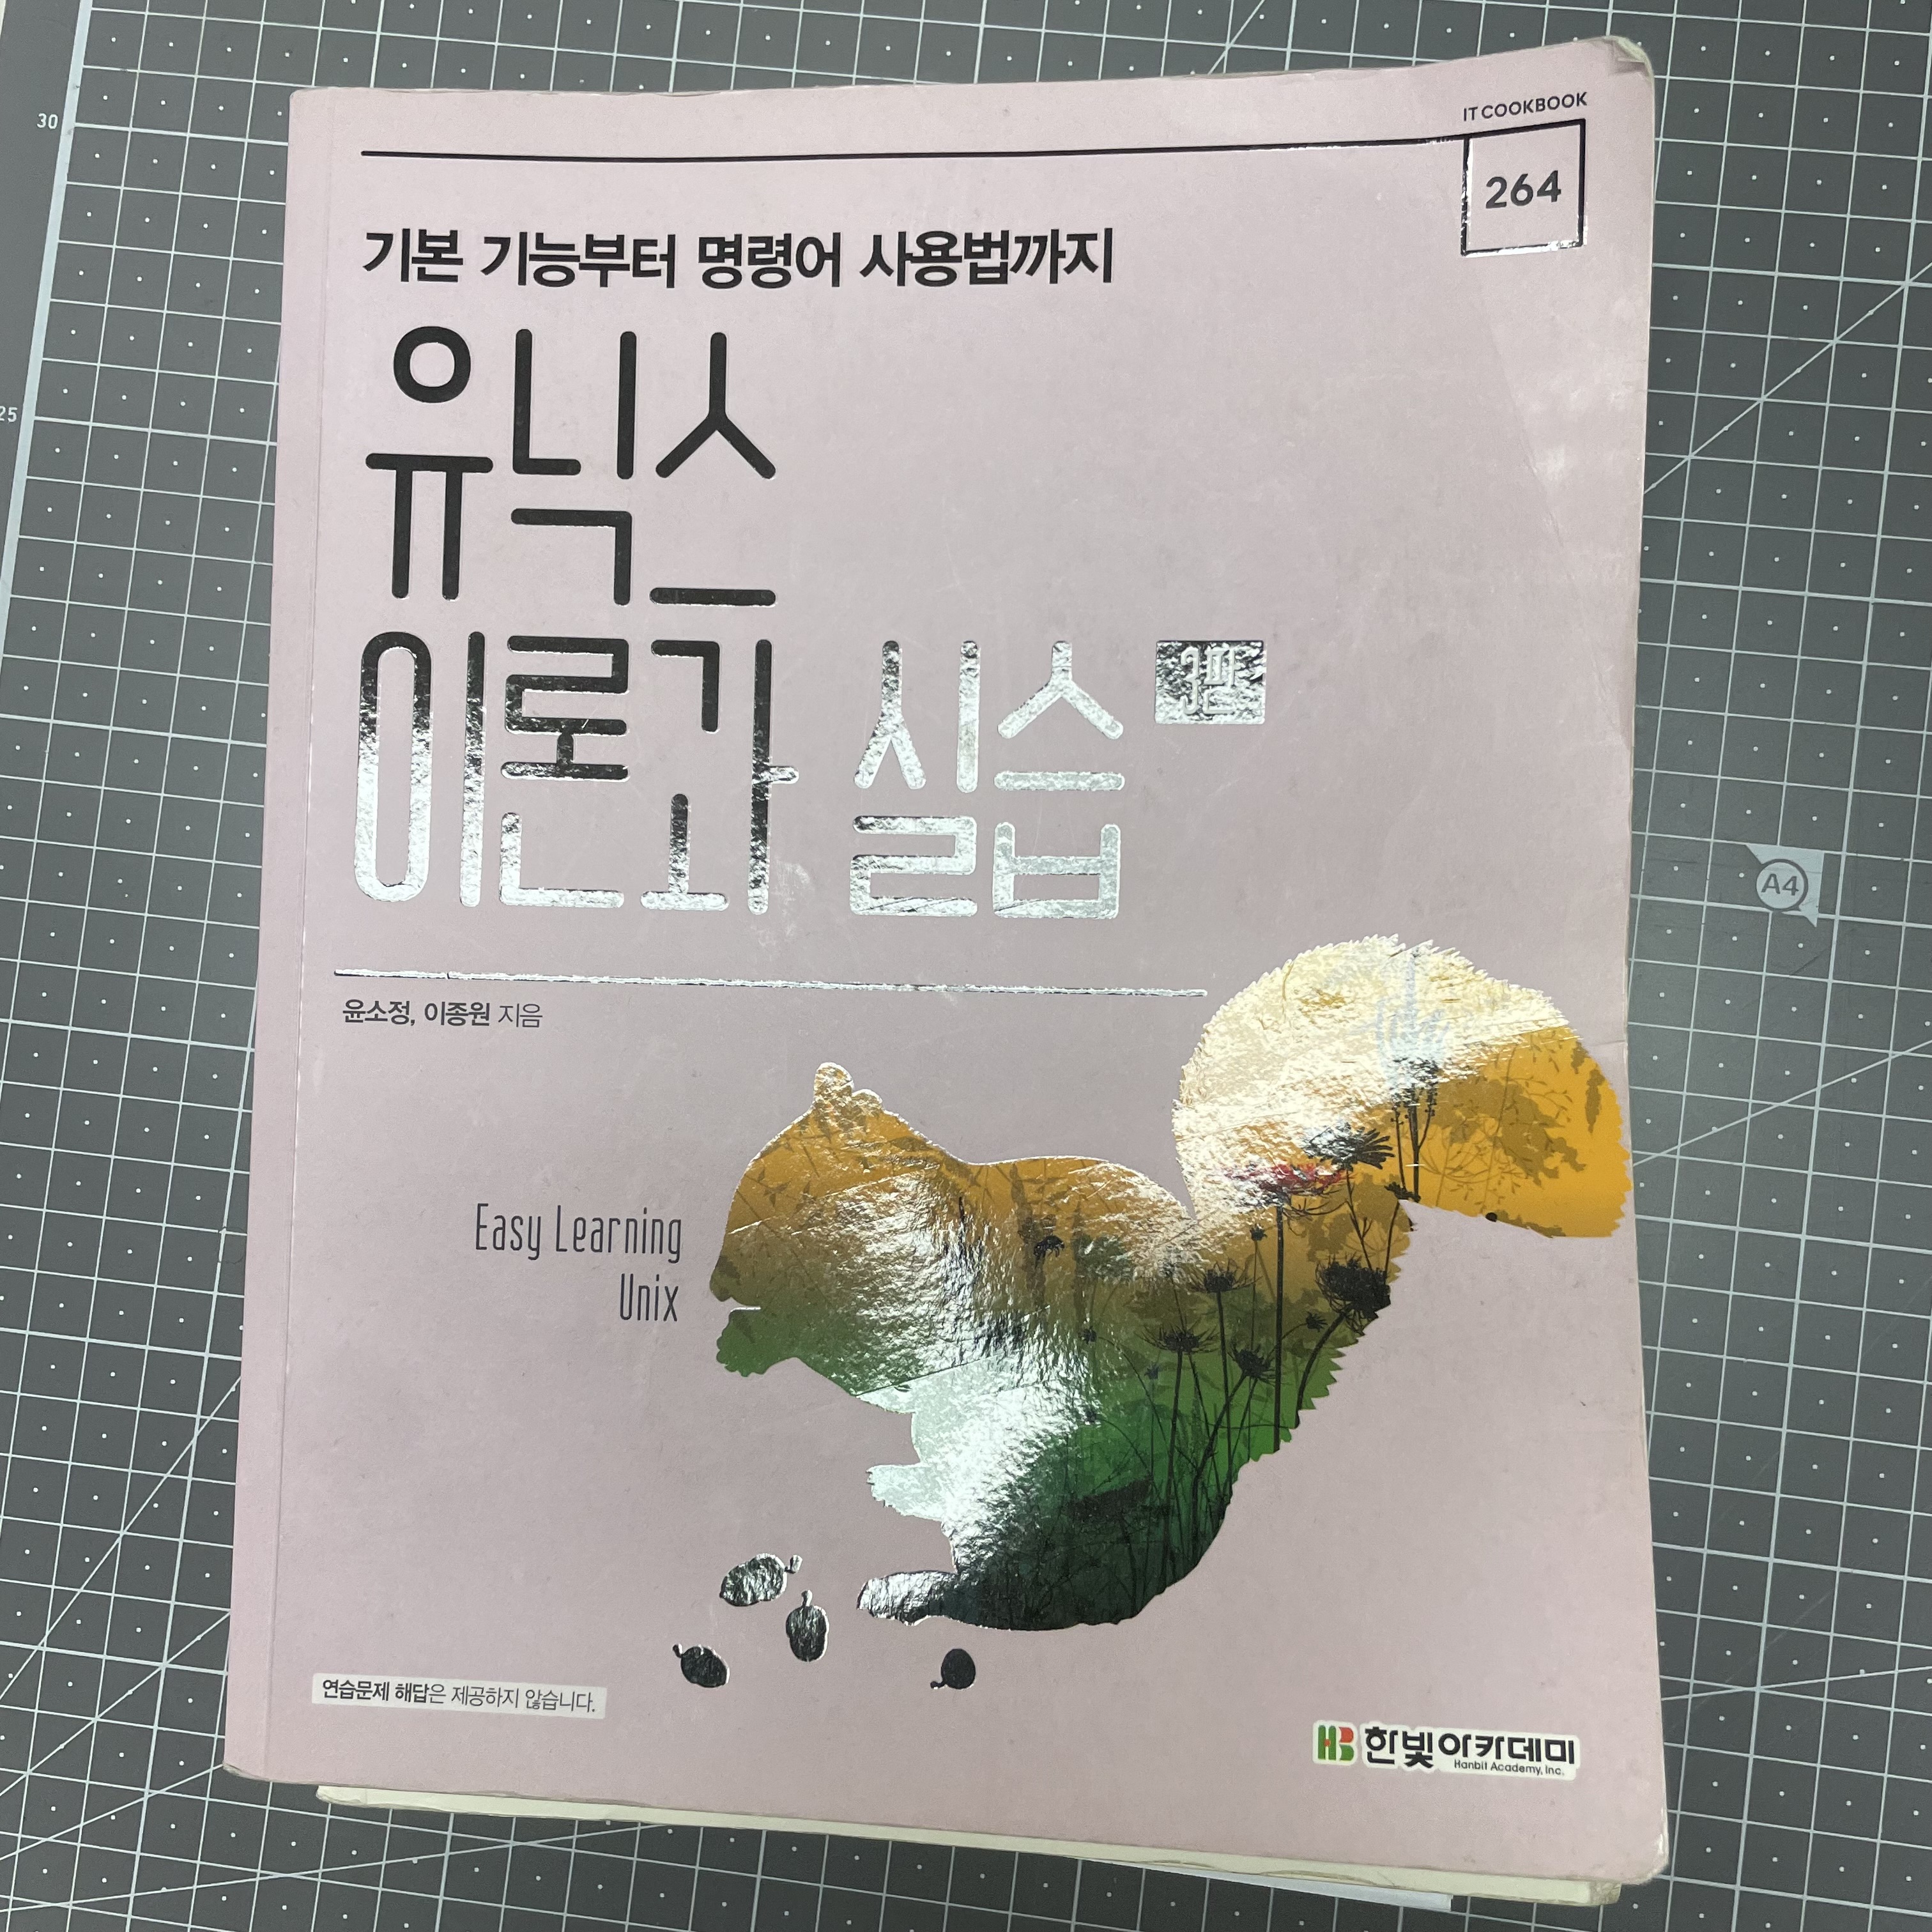 30
25
IT COOKBOOK
264
기본 기능부터 명령어 사용법까지
유닉스
이론과 실습 3판
윤소정, 이종원 지음
A4
Easy Learning
Unix
연습문제 해답은 제공하지 않습니다.
HB 한빛아카데미
Hanbit Academy, Inc.